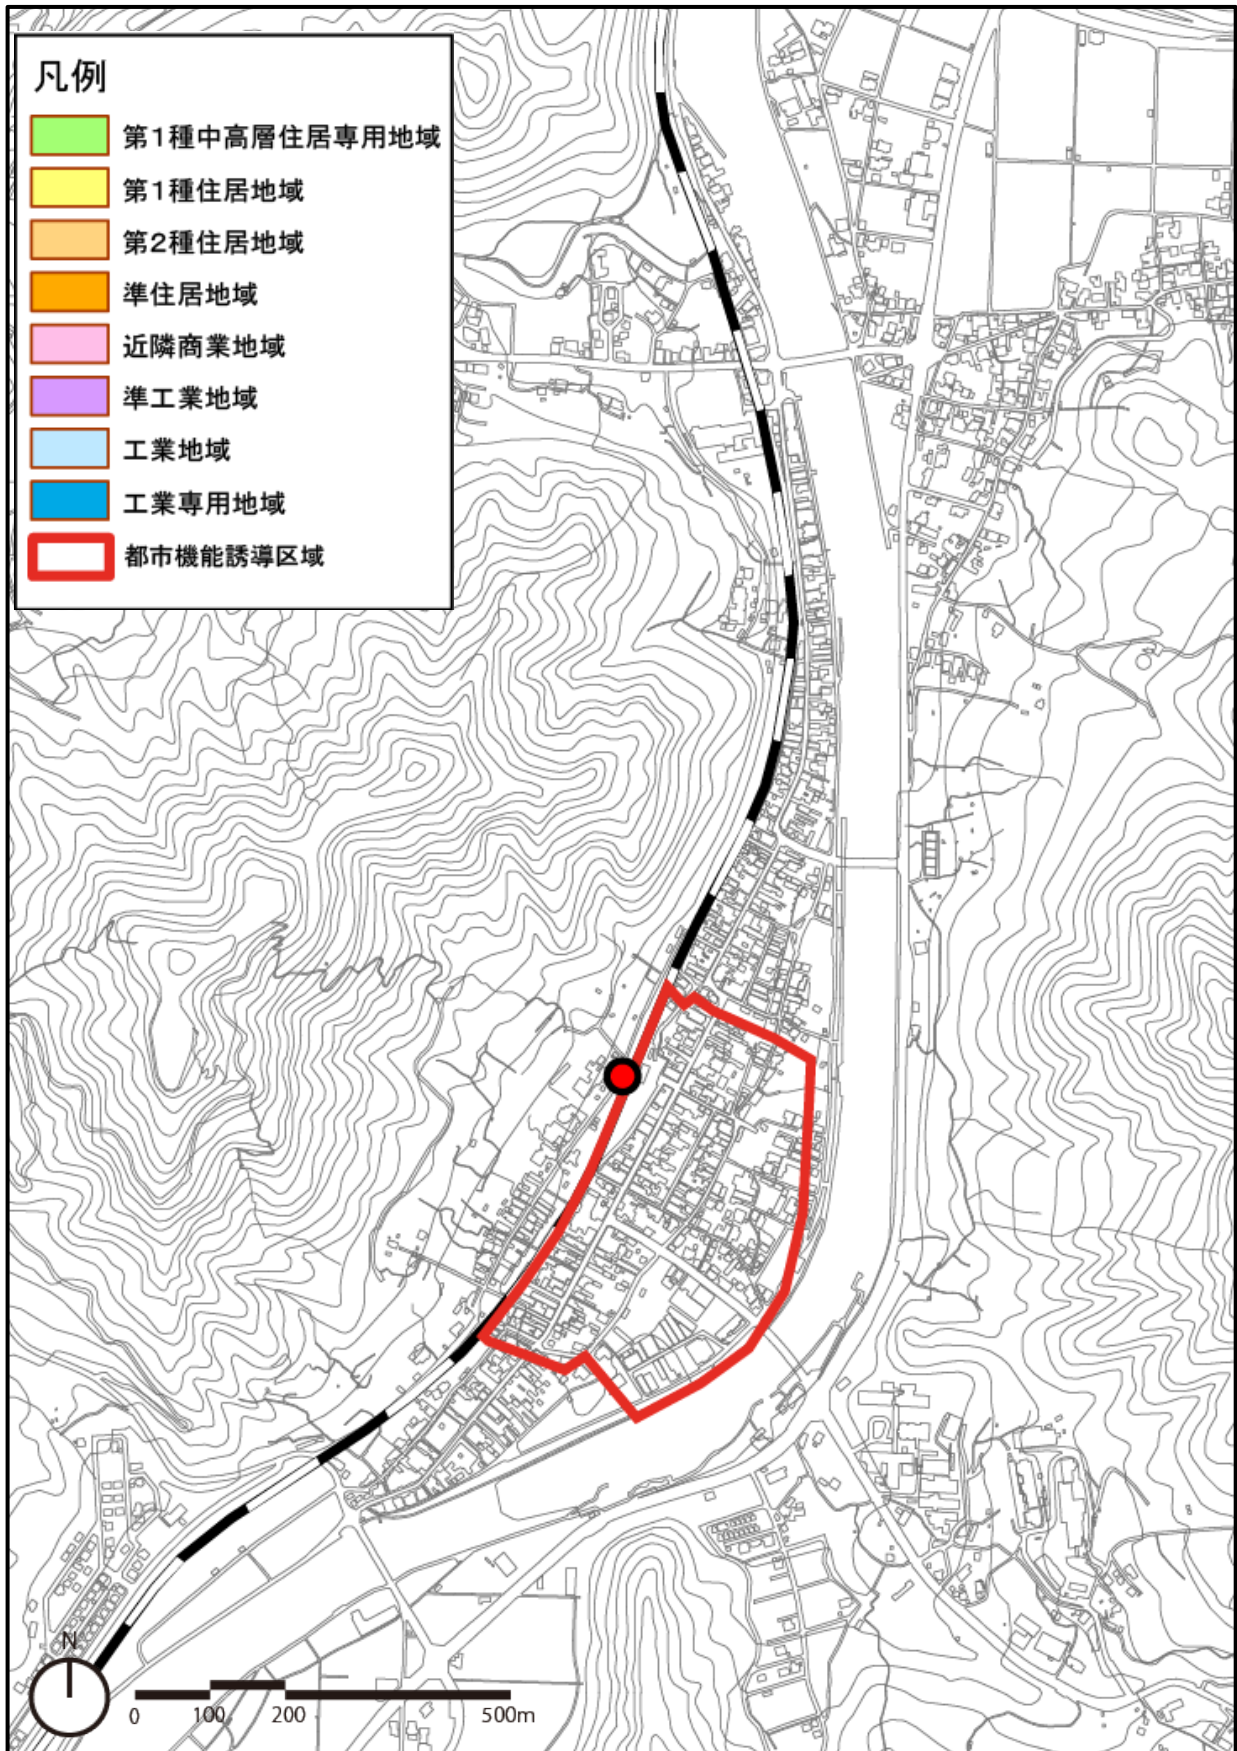 凡例
第1種中高層住居専用地域
第1種住居地域
第2種住居地域
準住居地域
近隣商業地域
準工業地域
工業地域
工業専用地域
都市機能誘導区域
N
0 100 200 500m